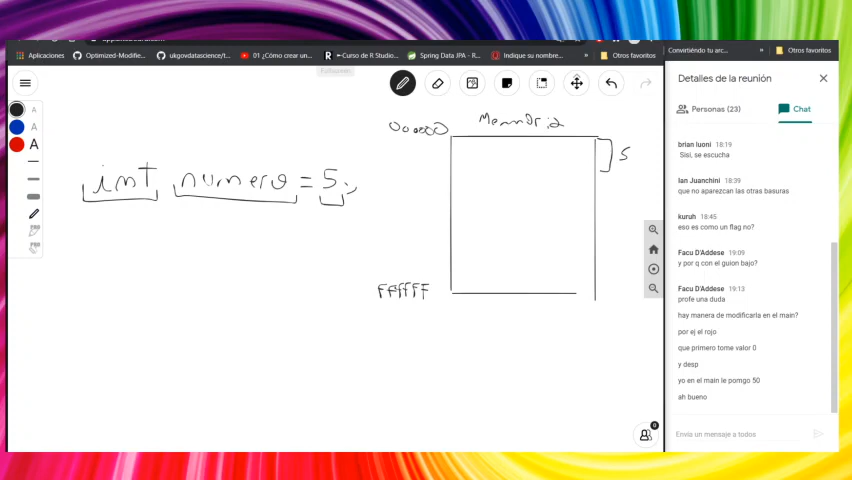 Aplicaciones
Optimized-Modifie...
ukgovdatascience/t...
01 ¿Cómo crear un...
←Curso de R Studio...
Spring Data JPA - R...
Indique su nombre...
»
Otros favoritos
Convirtiéndo tu arc...
»
Otros favoritos
A
A
A
int numero = 5;
Memoria
000000
5
FFFFFF
0
Detalles de la reunión
Personas (23)
Chat
brian luoni 18:19
Sisi, se escucha
Ian Juanchini 18:39
que no aparezcan las otras basuras
kuruh 18:45
eso es como un flag no?
Facu D'Addese 19:09
y por q con el guion bajo?
Facu D'Addese 19:13
profe una duda
hay manera de modificarla en el main?
por ej el rojo
que primero tome valor 0
y desp
yo en el main le pomgo 50
ah bueno
Envía un mensaje a todos